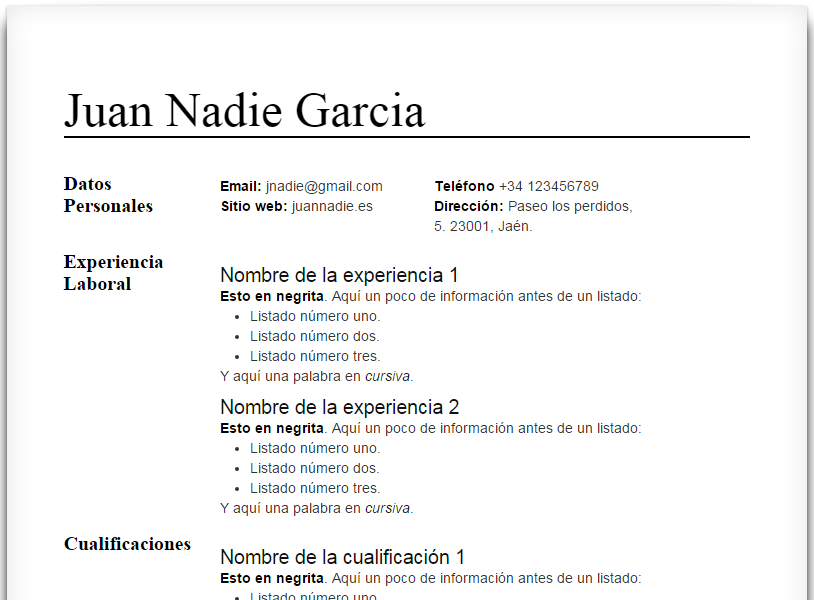 Juan Nadie Garcia
Datos
Personales
Email: jnadie@gmail.com
Sitio web: juannadie.es
Teléfono +34 123456789
Dirección: Paseo los perdidos,
5. 23001, Jaén.
Experiencia
Laboral
Nombre de la experiencia 1
Esto en negrita. Aquí un poco de información antes de un listado:
• Listado número uno.
• Listado número dos.
• Listado número tres.
Y aquí una palabra en cursiva.
Nombre de la experiencia 2
Esto en negrita. Aquí un poco de información antes de un listado:
• Listado número uno.
• Listado número dos.
• Listado número tres.
Y aquí una palabra en cursiva.
Cualificaciones
Nombre de la cualificación 1
Esto en negrita. Aquí un poco de información antes de un listado:
• Listado número uno.